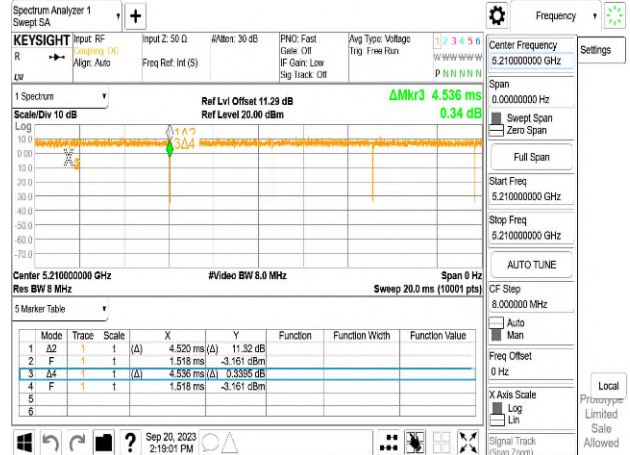 Spectrum Analyzer 1
Swept SA
+
Frequency
KEYSIGHT Input: RF Input Z: 50 Ω #Atten: 30 dB PNO: Fast Avg Type: Voltage 1 2 3 4 5 6
Coupling: DC Gate: Off Trig: Free Run
R Align: Auto Freq Ref: Int (S) IF Gain: Low W W W W W W
Sig Track: Off P N N N N N
Center Frequency
5.210000000 GHz
Settings
1 Spectrum
ΔMkr3 4.536 ms
Ref Lvl Offset 11.29 dB
Scale/Div 10 dB Ref Level 20.00 dBm 0.34 dB
Span
0.00000000 Hz
Swept Span
Zero Span
Log
10.0
0.00
-10.0
-20.0
-30.0
-40.0
-50.0
-60.0
-70.0
1Δ2
3Δ4
Full Span
Start Freq
5.210000000 GHz
Stop Freq
5.210000000 GHz
AUTO TUNE
Center 5.210000000 GHz #Video BW 8.0 MHz Span 0 Hz
Res BW 8 MHz Sweep 20.0 ms (10001 pts)
CF Step
8.000000 MHz
Auto
Man
5 Marker Table
Mode Trace Scale X Y Function Function Width Function Value
1 Δ2 1 t (Δ) 4.520 ms (Δ) 11.32 dB
2 F 1 t 1.518 ms -3.161 dBm
3 Δ4 1 t (Δ) 4.536 ms (Δ) 0.3395 dB
4 F 1 t 1.518 ms -3.161 dBm
5
6
Freq Offset
0 Hz
X Axis Scale
Log
Lin
Local
Prototype
Limited
Sale
Allowed
Signal Track
(Span Zoom)
? Sep 20, 2023
2:19:01 PM